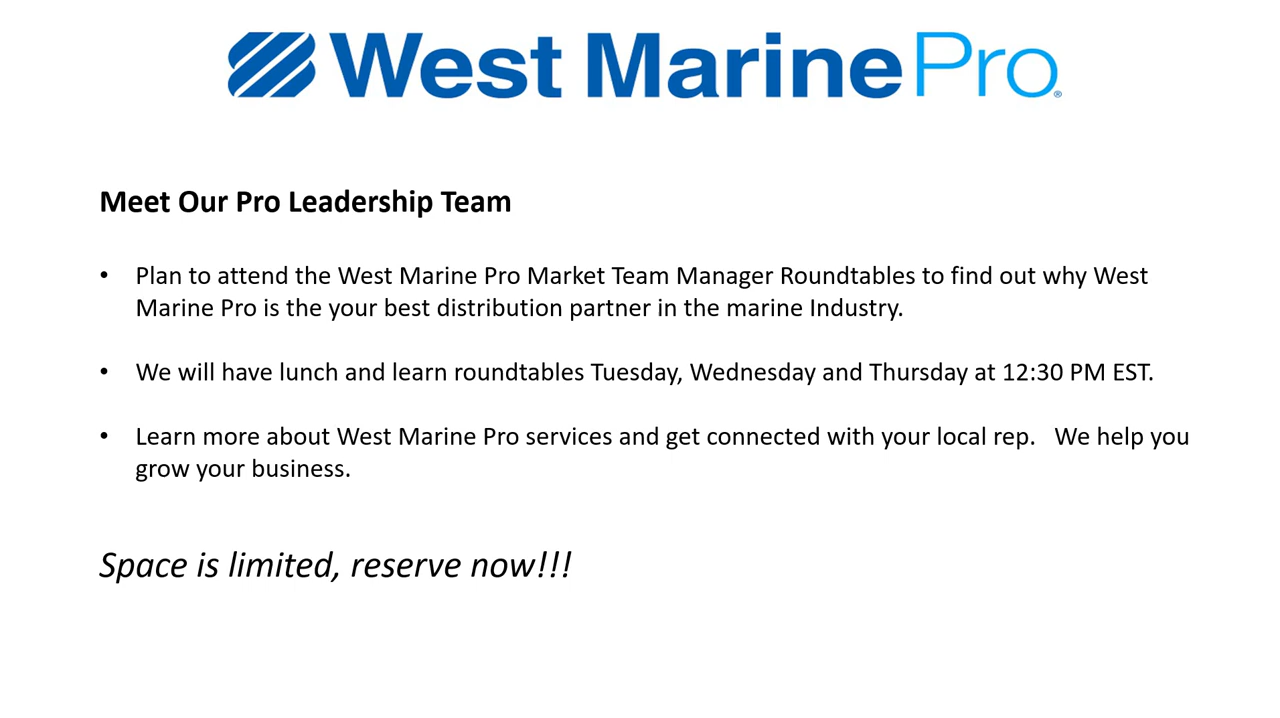 West Marine Pro®
Meet Our Pro Leadership Team
• Plan to attend the West Marine Pro Market Team Manager Roundtables to find out why West
Marine Pro is the your best distribution partner in the marine Industry.
• We will have lunch and learn roundtables Tuesday, Wednesday and Thursday at 12:30 PM EST.
• Learn more about West Marine Pro services and get connected with your local rep.   We help you
grow your business.
Space is limited, reserve now!!!